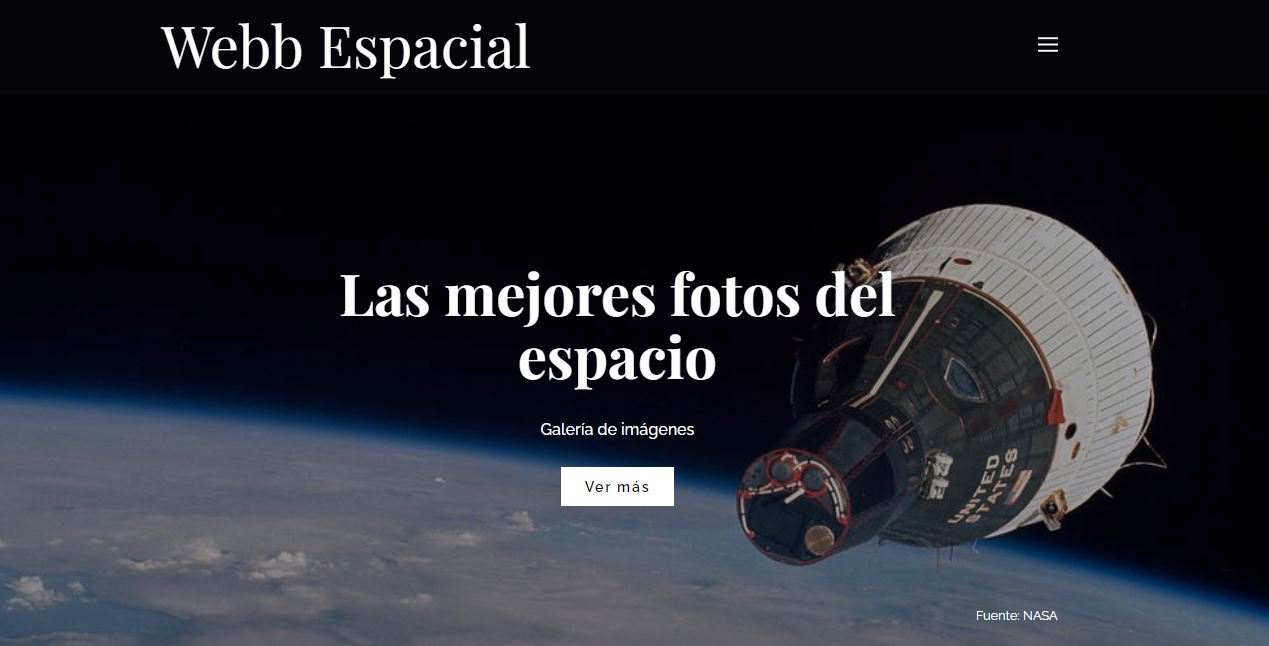 Webb Espacial
Las mejores fotos del
espacio
Galería de imágenes
Ver más
UNITED
STATES
Fuente: NASA